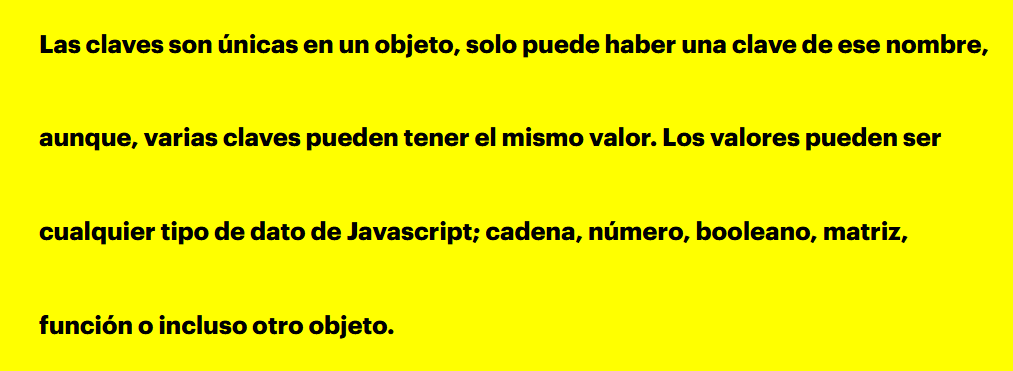 Las claves son únicas en un objeto, solo puede haber una clave de ese nombre,
aunque, varias claves pueden tener el mismo valor. Los valores pueden ser
cualquier tipo de dato de Javascript; cadena, número, booleano, matriz,
función o incluso otro objeto.